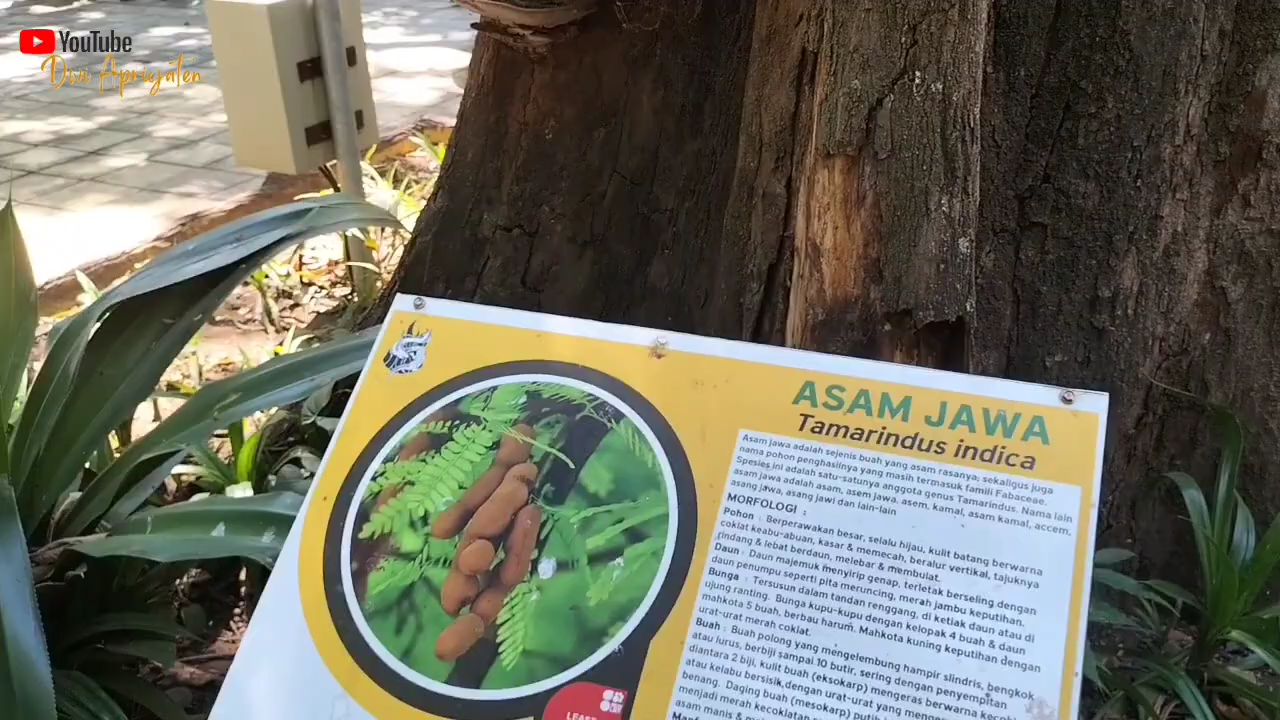 YouTube
Dwi Apriyalen
ASAM JAWA
Tamarindus indica
Asam jawa adalah sejenis buah yang asam rasanya; sekaligus juga
nama pohon penghasilnya yang masih termasuk famili Fabaceae.
Spesies ini adalah satu-satunya anggota genus Tamarindus. Nama lain
asam jawa adalah asam, asem jawa, asem, kamal, asam kamal, accem,
asang jawa, asang jawi dan lain-lain
MORFOLOGI :
Pohon : Berperawakan besar, selalu hijau, kulit batang berwarna
coklat keabu-abuan, kasar & memecah, beralur vertikal, tajuknya
rindang & lebat berdaun, melebar & membulat.
Daun : Daun majemuk menyirip genap, terletak berseling dengan
daun penumpu seperti pita meruncing, merah jambu keputihan.
Bunga : Tersusun dalam tandan renggang, di ketiak daun atau di
ujung ranting. Bunga kupu-kupu dengan kelopak 4 buah & daun
mahkota 5 buah, berbau harum. Mahkota kuning keputihan dengan
urat-urat merah coklat.
Buah : Buah polong yang mengelembung hampir slindris, bengkok
atau lurus, berbiji sampai 10 butir, sering dengan penyempitan
diantara 2 biji, kulit buah (eksokarp) mengeras berwarna
atau kelabu bersisik,dengan urat-urat yang
benang. Daging buah (mesokarp)
menjadi merah kecoklatan
asam manis &